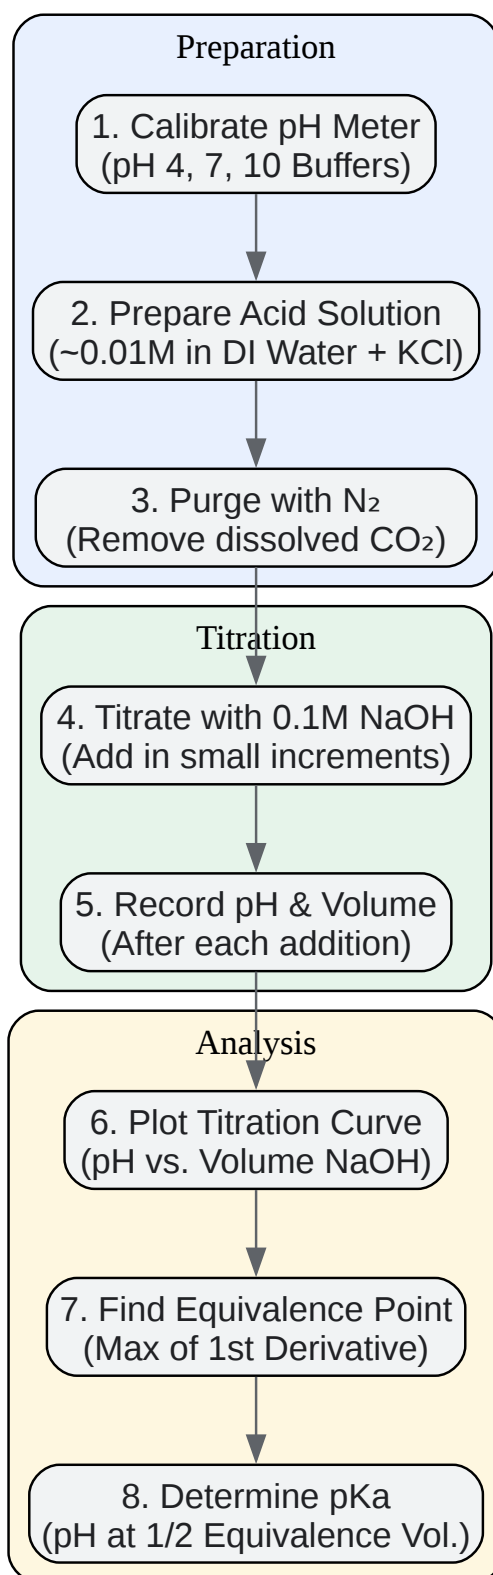 Preparation
1. Calibrate pH Meter
(pH 4, 7, 10 Buffers)
2. Prepare Acid Solution
(~0.01M in DI Water + KCl)
3. Purge with N₂
(Remove dissolved CO₂)
Titration
4. Titrate with 0.1M NaOH
(Add in small increments)
5. Record pH & Volume
(After each addition)
Analysis
6. Plot Titration Curve
(pH vs. Volume NaOH)
7. Find Equivalence Point
(Max of 1st Derivative)
8. Determine pKa
(pH at 1/2 Equivalence Vol.)